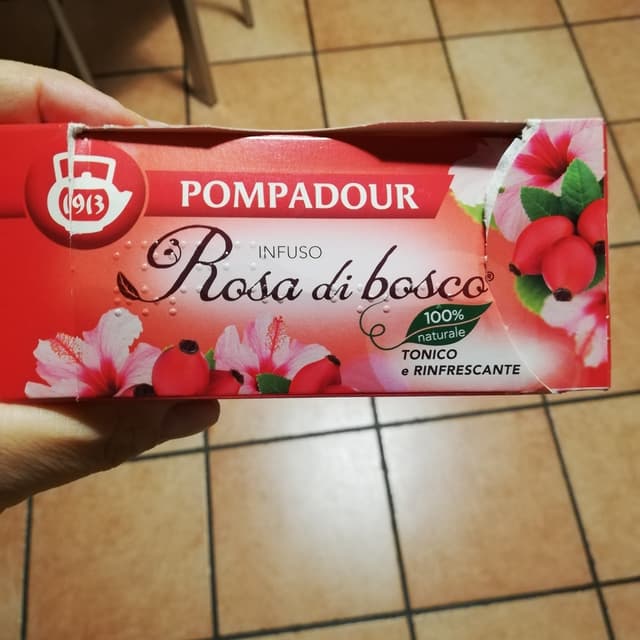 1913
POMPADOUR
INFUSO
Rosa di bosco®
100%
naturale
TONICO
e RINFRESCANTE